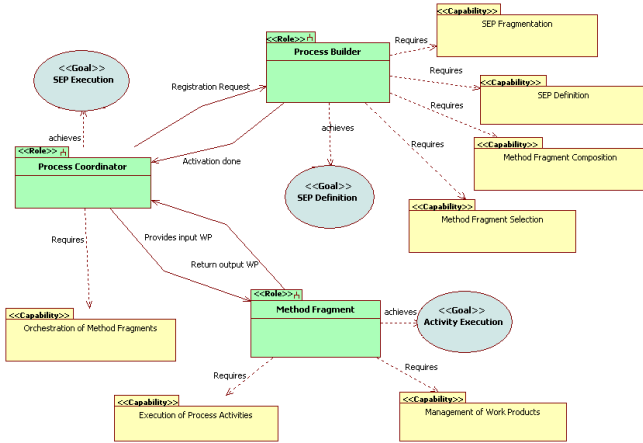 <<Capability>>
SEP Fragmentation
<<Role>>
Process Builder
Requires
<<Goal>>
SEP Execution
Requires
<<Capability>>
SEP Definition
Registration Request
Requires
achieves
achieves
Requires
<<Capability>>
Method Fragment Composition
<<Role>>
Process Coordinator
Activation done
<<Goal>>
SEP Definition
<<Capability>>
Method Fragment Selection
Provides input WP
Requires
Return output WP
<<Role>>
Method Fragment
<<Capability>>
Orchestration of Method Fragments
achieves
<<Goal>>
Activity Execution
Requires
Requires
<<Capability>>
Execution of Process Activities
<<Capability>>
Management of Work Products